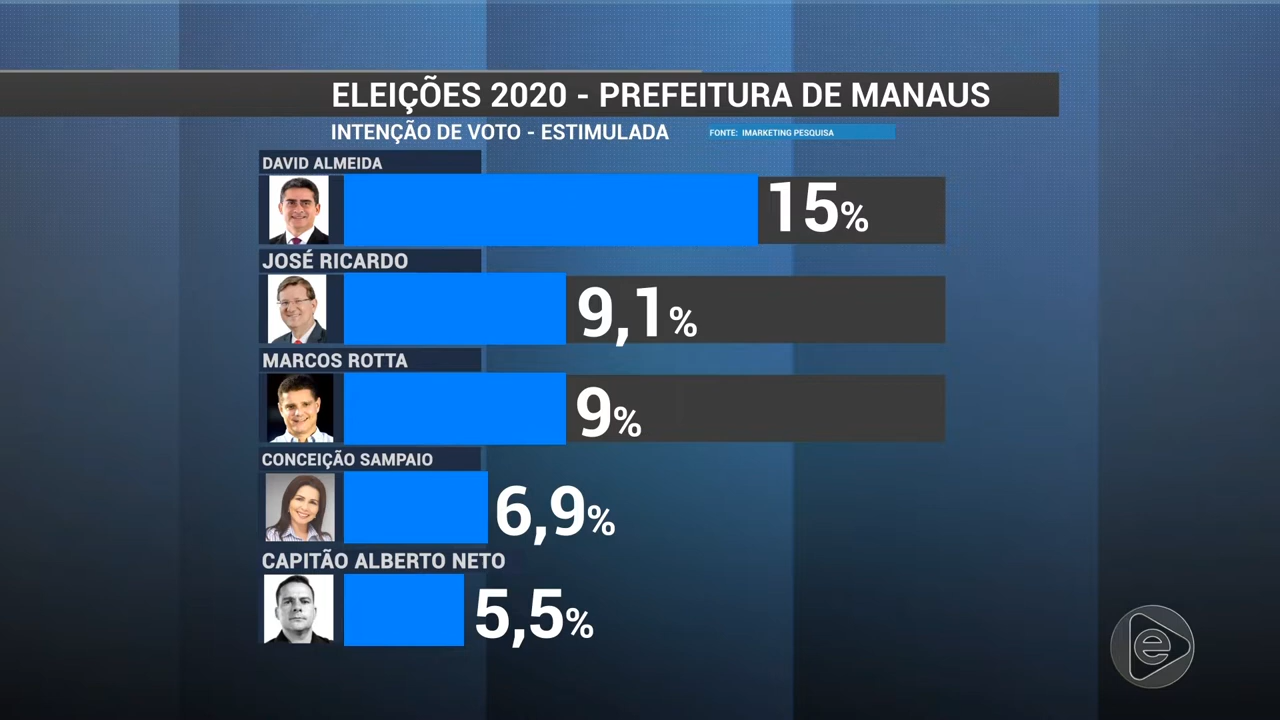 ELEIÇÕES 2020 - PREFEITURA DE MANAUS
INTENÇÃO DE VOTO - ESTIMULADA
FONTE: IMARKETING PESQUISA
DAVID ALMEIDA
15%
JOSÉ RICARDO
9,1%
MARCOS ROTTA
9%
CONCEIÇÃO SAMPAIO
6,9%
CAPITÃO ALBERTO NETO
5,5%
e